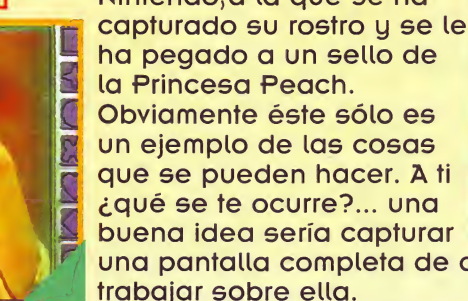 Nintendo, a la que se ha
capturado su rostro y se le
ha pegado a un sello de
la Princesa Peach.
Obviamente éste sólo es
un ejemplo de las cosas
que se pueden hacer. A ti
¿qué se te ocurre?... una
buena idea sería capturar
una pantalla completa de
trabajar sobre ella.